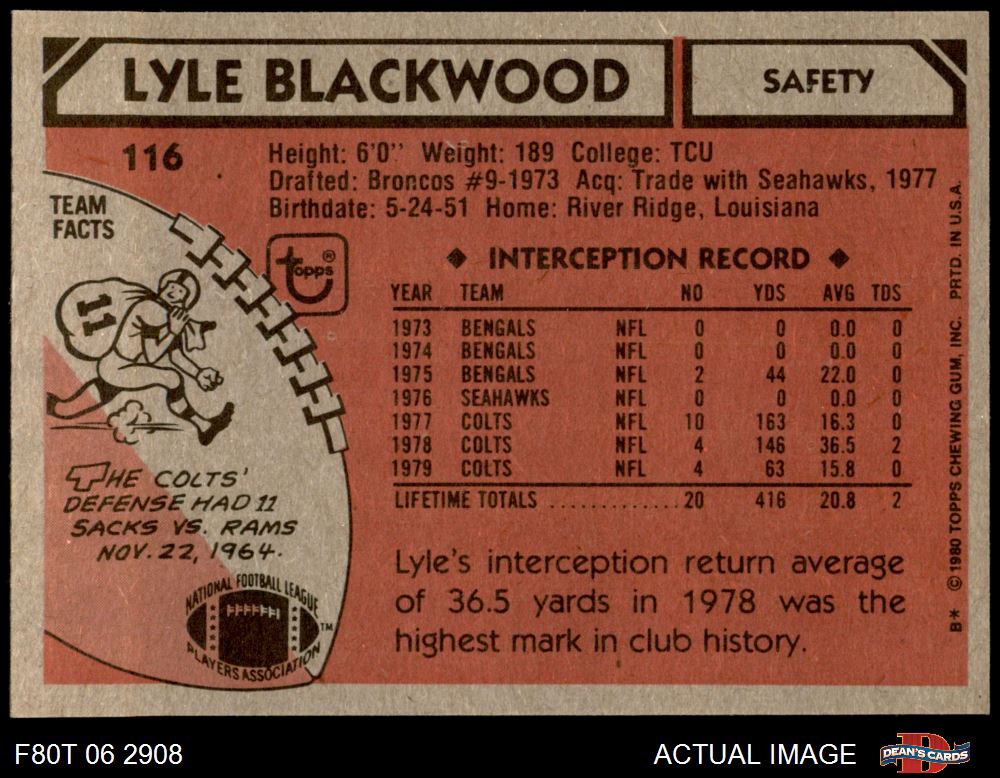 LYLE BLACKWOOD
SAFETY
116
Height: 6'0" Weight: 189 College: TCU
Drafted: Broncos #9-1973 Acq: Trade with Seahawks, 1977
Birthdate: 5-24-51 Home: River Ridge, Louisiana
TEAM
FACTS
topps®
11
THE COLTS'
DEFENSE HAD 11
SACKS VS. RAMS
NOV. 22, 1964.
NATIONAL FOOTBALL LEAGUE
PLAYERS ASSOCIATION
TM
◆ INTERCEPTION RECORD ◆
YEAR TEAM NO YDS AVG TDS
1973 BENGALS NFL 0 0 0.0 0
1974 BENGALS NFL 0 0 0.0 0
1975 BENGALS NFL 2 44 22.0 0
1976 SEAHAWKS NFL 0 0 0.0 0
1977 COLTS NFL 10 163 16.3 0
1978 COLTS NFL 4 146 36.5 2
1979 COLTS NFL 4 63 15.8 0
LIFETIME TOTALS ............. 20 416 20.8 2
Lyle's interception return average
of 36.5 yards in 1978 was the
highest mark in club history.
B* © 1980 TOPPS CHEWING GUM, INC. PRTD. IN U.S.A.
F80T 06 2908
ACTUAL IMAGE
DEAN'S CARDS